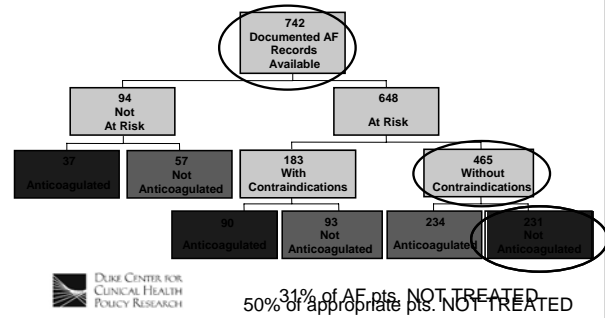 742
Documented AF
Records
Available
94
Not
At Risk
648
At Risk
37
Anticoagulated
57
Not
Anticoagulated
183
With
Contraindications
465
Without
Contraindications
90
Anticoagulated
93
Not
Anticoagulated
234
Anticoagulated
231
Not
Anticoagulated
DUKE CENTER FOR
CLINICAL HEALTH
POLICY RESEARCH
31% of AF pts. NOT TREATED
50% of appropriate pts. NOT TREATED